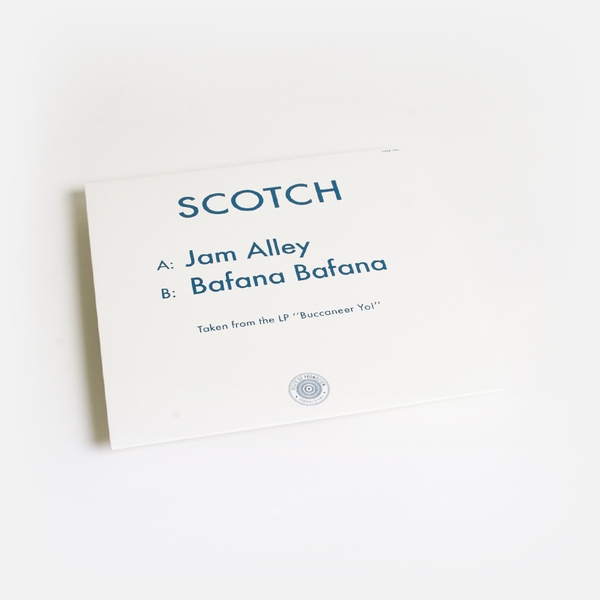 SCOTCH
A: Jam Alley
B: Bafana Bafana
Taken from the LP "Buccaneer Yo!"